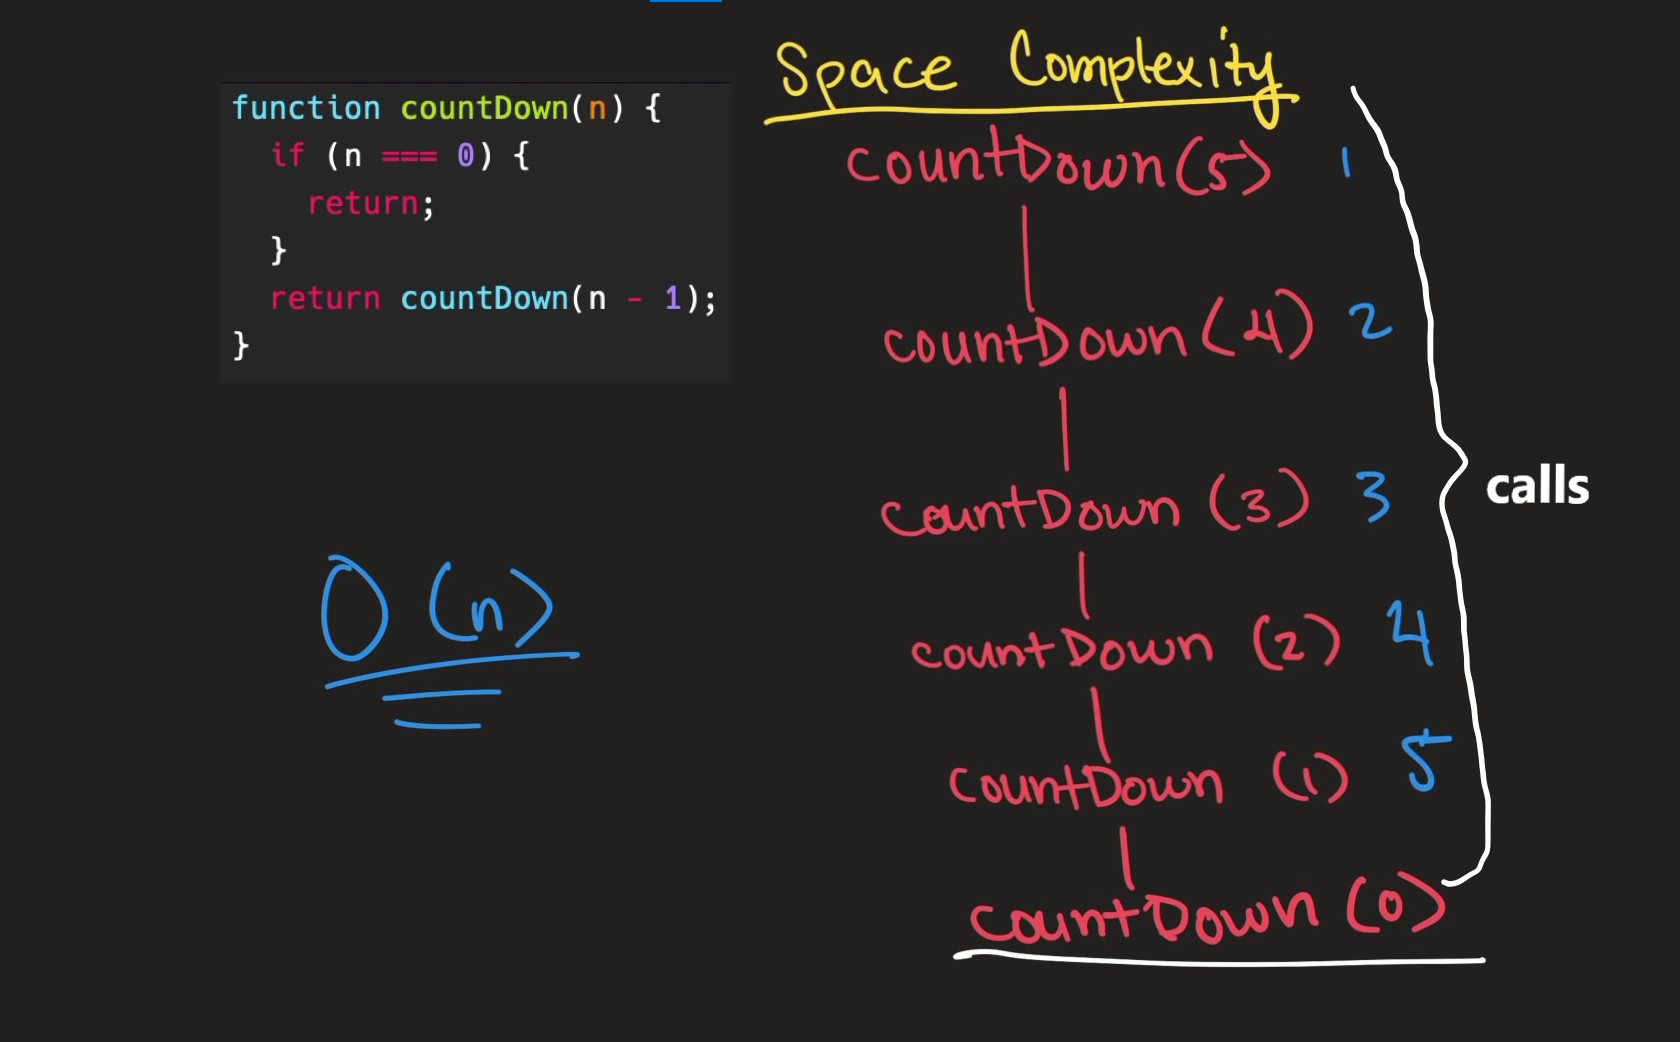 function countDown(n) {
if (n === 0) {
return;
}
return countDown(n - 1);
}
O (n)
Space Complexity
countDown(5) 1
countDown (4) 2
countDown (3) 3
countDown (2) 4
countDown (1) 5
countDown (0)
calls